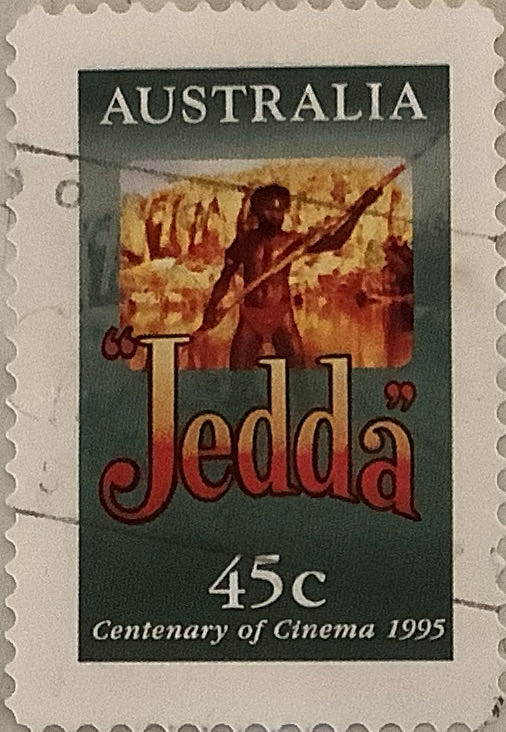 AUSTRALIA
“Jedda”
45c
Centenary of Cinema 1995